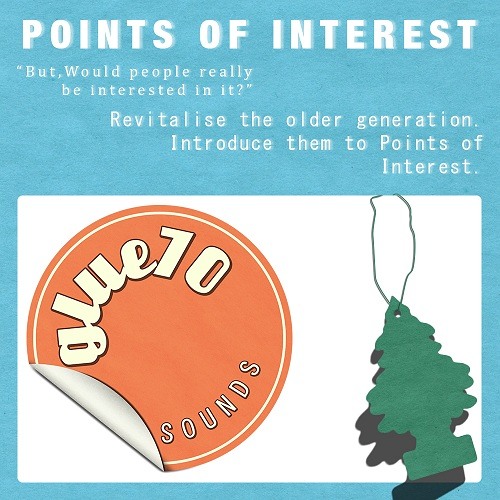 POINTS OF INTEREST
“But,Would people really
be interested in it?”
Revitalise the older generation.
Introduce them to Points of
Interest.
glue70
SOUNDS